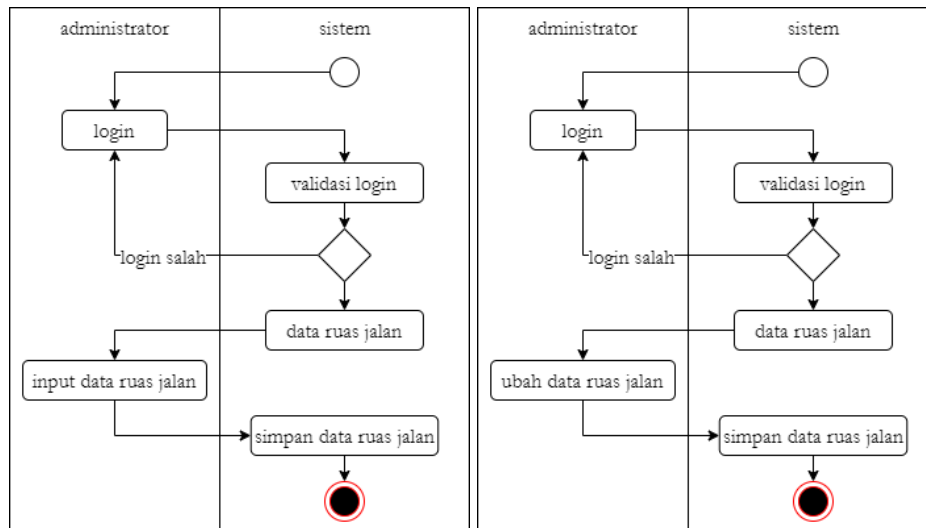 administrator
sistem
login
validasi login
login salah
data ruas jalan
input data ruas jalan
simpan data ruas jalan
administrator
sistem
login
validasi login
login salah
data ruas jalan
ubah data ruas jalan
simpan data ruas jalan